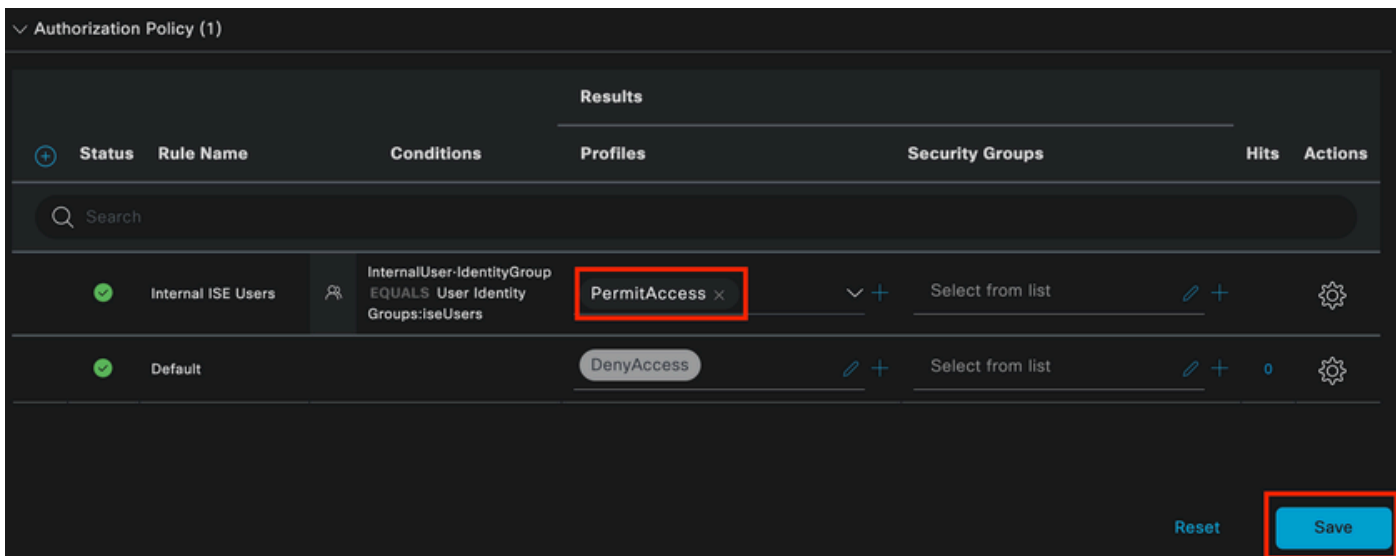 Authorization Policy (1)
Results
Status Rule Name Conditions Profiles Security Groups Hits Actions
Search
InternalUser-IdentityGroup
EQUALS User Identity
Groups:iseUsers
Internal ISE Users
PermitAccess
Select from list
Default
DenyAccess
Select from list
0
Reset
Save